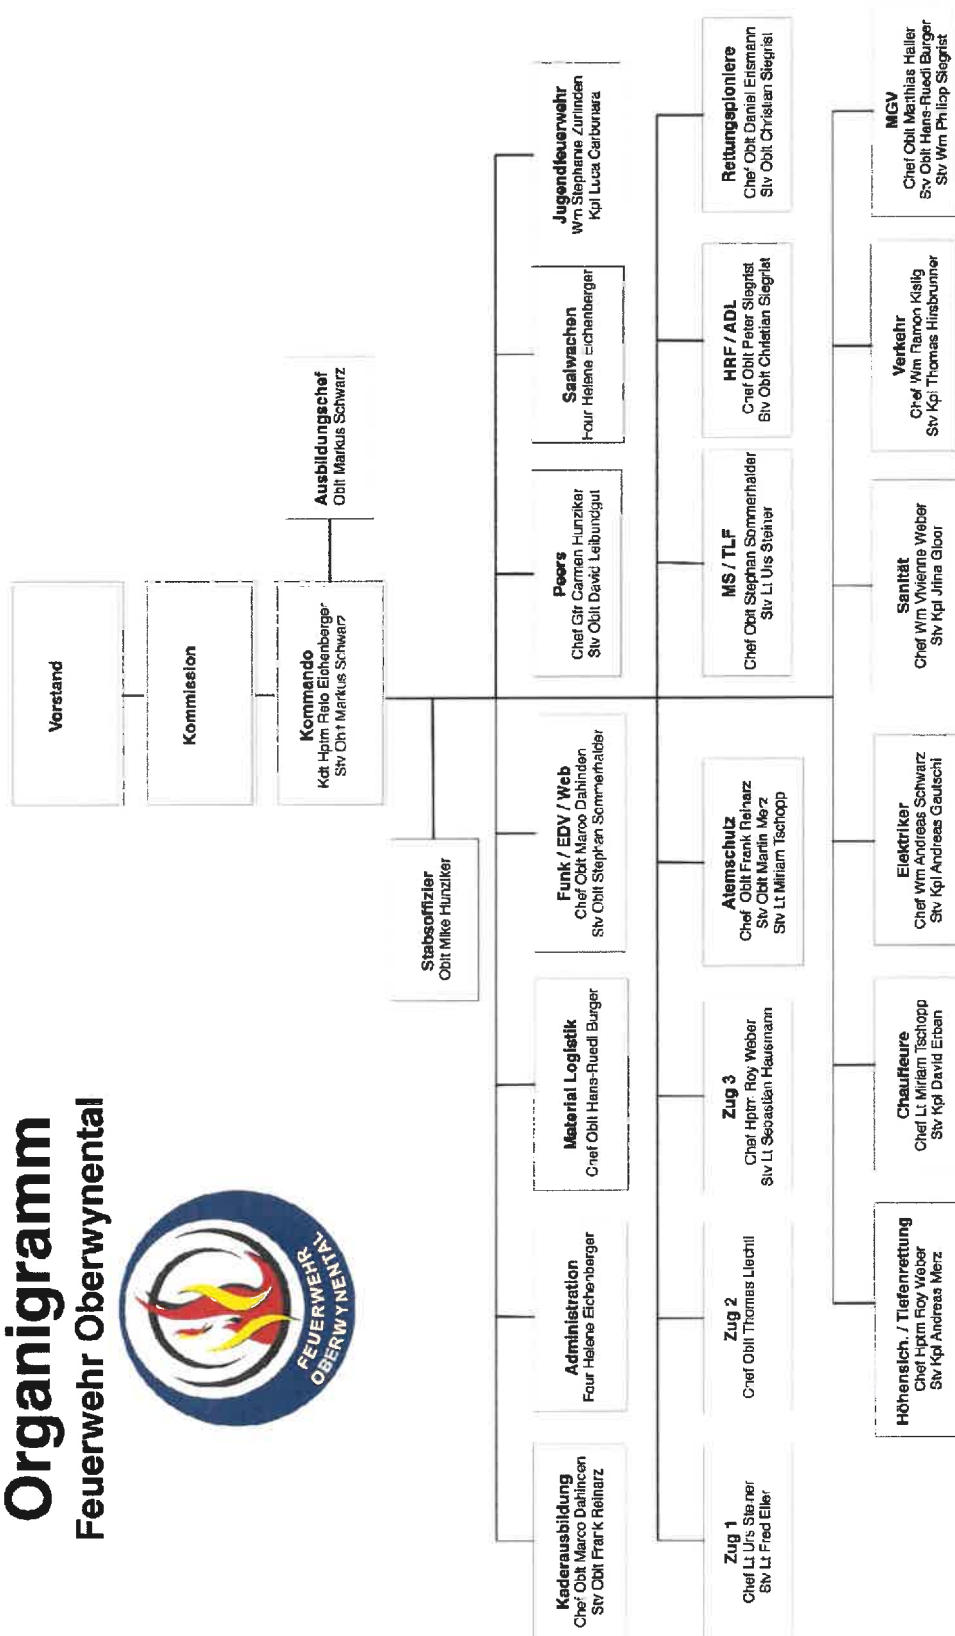 Organigramm
Feuerwehr Oberwynental
FEUERWEHR
OBERWYNENTAL
Vorstand
Kommission
Kommando
Kdt Hptm Reto Eichenberger
Stv Oblt Markus Schwarz
Ausbildungschef
Oblt Markus Schwarz
Stabsoffizier
Oblt Mike Hunziker
Kaderausbildung
Chef Oblt Marco Dahinden
Stv Oblt Frank Reinarz
Administration
Four Helene Eichenberger
Material Logistik
Chef Oblt Hans-Ruedi Burger
Funk / EDV / Web
Chef Oblt Marco Dahinden
Stv Oblt Stephan Sommerhalder
Peers
Chef Gfr Carmen Hunziker
Stv Oblt David Leibundgut
Saalwachen
Four Helene Eichenberger
Jugendfeuerwehr
Wm Stephanie Zurlinden
Kpl Luca Carbonara
Zug 1
Chef Lt Urs Steiner
Stv Lt Fred Eller
Zug 2
Chef Oblt Thomas Liechti
Zug 3
Chef Hptm Roy Weber
Stv Lt Sebastian Hausmann
Atemschutz
Chef Oblt Frank Reinarz
Stv Oblt Martin Merz
Stv Lt Miriam Tschopp
MS / TLF
Chef Oblt Stephan Sommerhalder
Stv Lt Urs Steiner
HRF / ADL
Chef Oblt Peter Siegrist
Stv Oblt Christian Siegrist
Rettungspioniere
Chef Oblt Daniel Erismann
Stv Oblt Christian Siegrist
Höhensich. / Tiefenrettung
Chef Hptm Roy Weber
Stv Kpl Andreas Merz
Chauffeure
Chef Lt Miriam Tschopp
Stv Kpl David Erban
Elektriker
Chef Wm Andreas Schwarz
Stv Kpl Andreas Gautschi
Sanität
Chef Wm Vivienne Weber
Stv Kpl Jrina Gloor
Verkehr
Chef Wm Ramon Kislig
Stv Kpl Thomas Hirsbrunner
MGV
Chef Oblt Matthias Haller
Stv Oblt Hans-Ruedi Burger
Stv Wm Philipp Siegrist